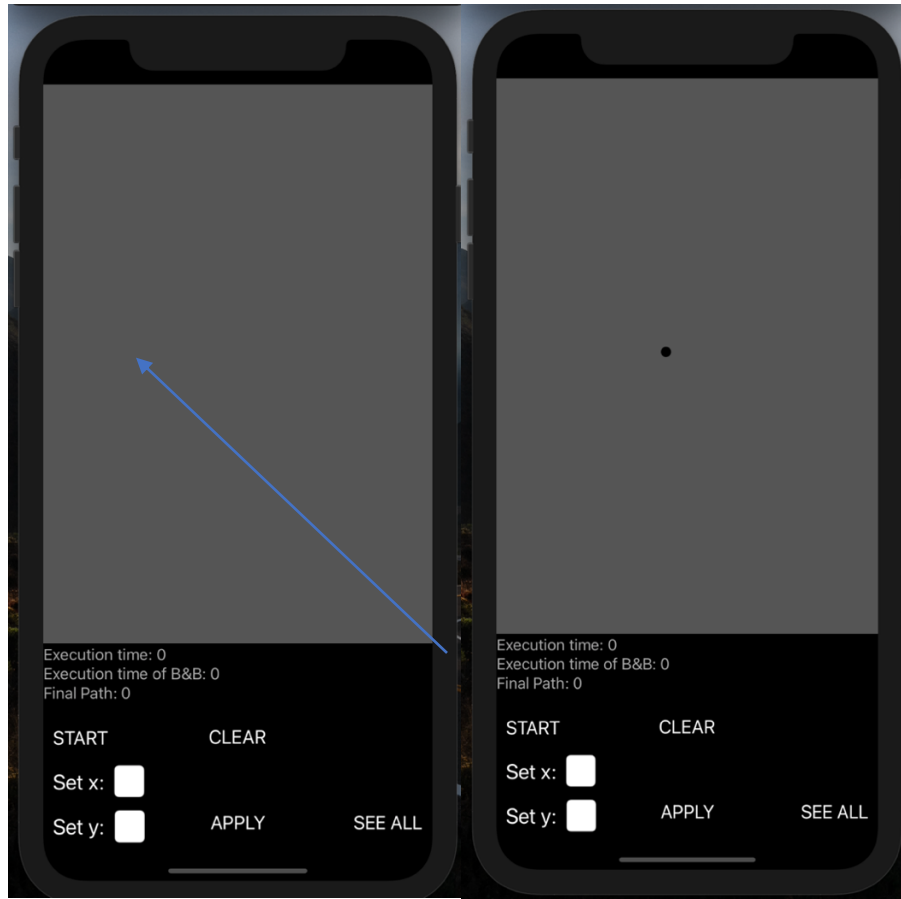 Execution time: 0
Execution time of B&B: 0
Final Path: 0
START CLEAR
Set x:
Set y: APPLY SEE ALL
Execution time: 0
Execution time of B&B: 0
Final Path: 0
START CLEAR
Set x:
Set y: APPLY SEE ALL